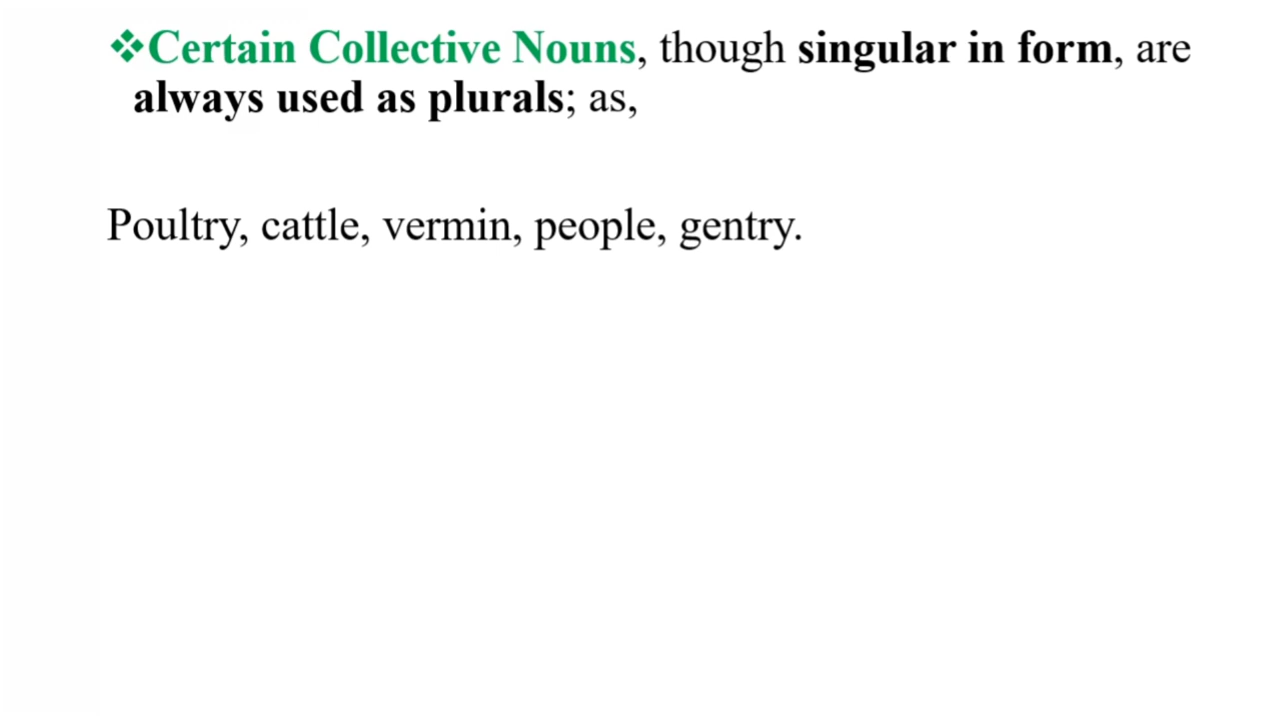 ❖Certain Collective Nouns, though singular in form, are
always used as plurals; as,
Poultry, cattle, vermin, people, gentry.